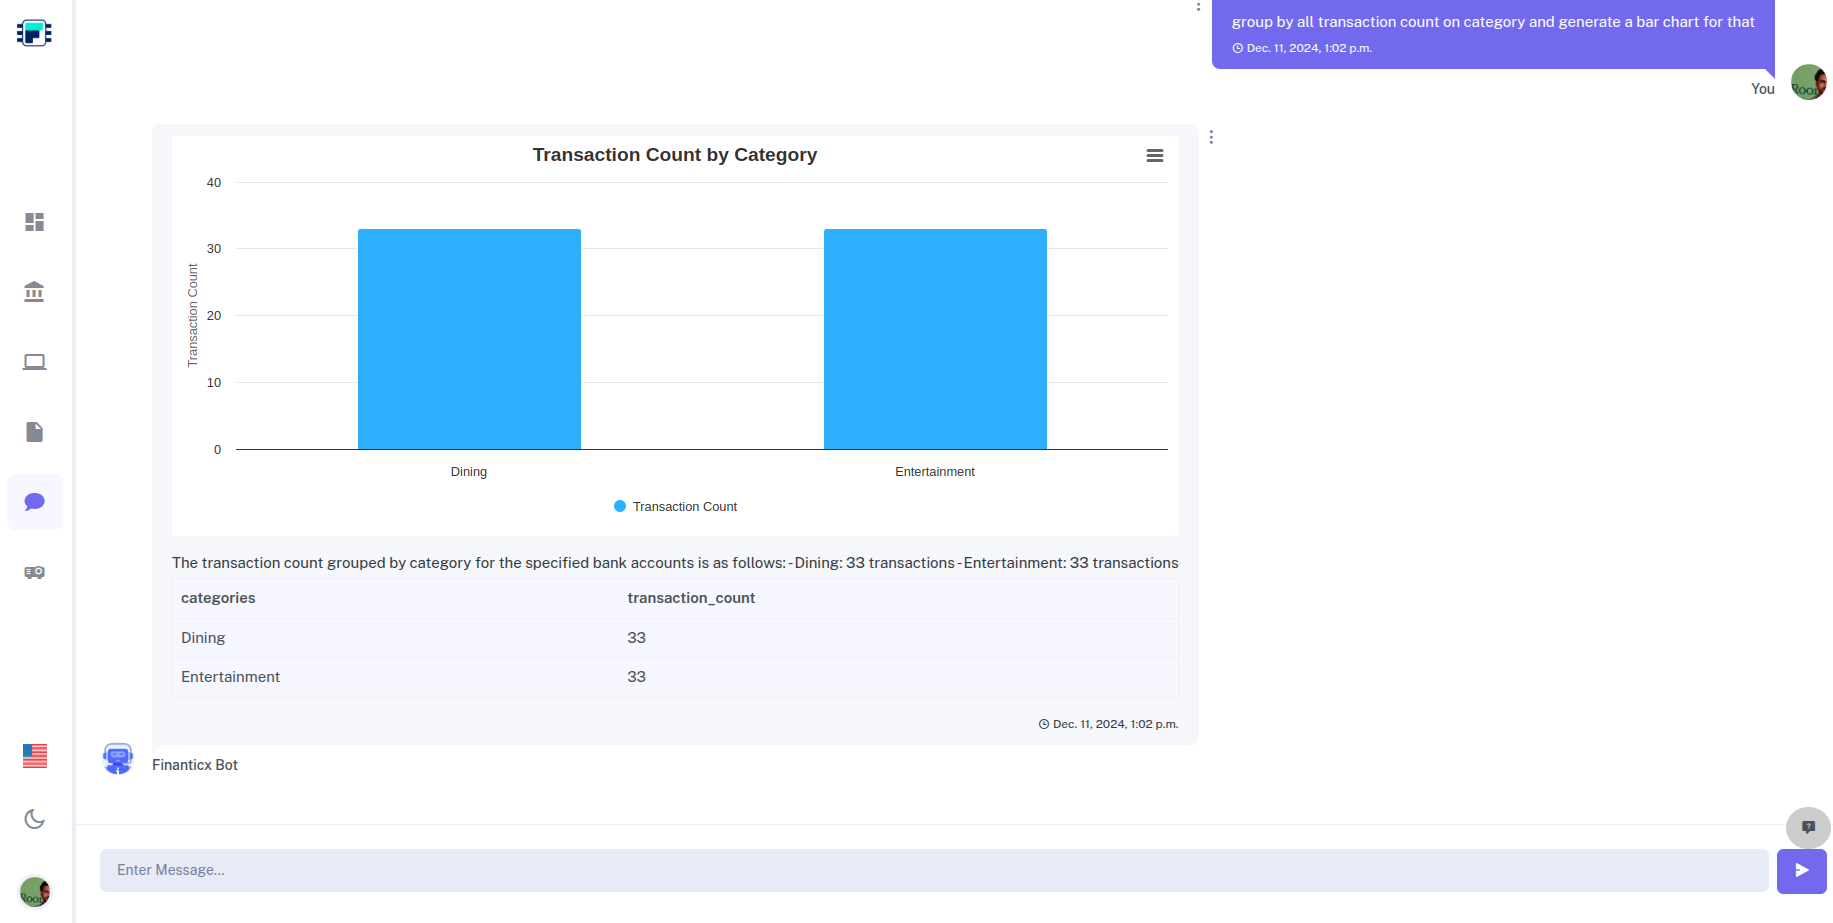 group by all transaction count on category and generate a bar chart for that
Dec. 11, 2024, 1:02 p.m.
You
Transaction Count by Category
40
30
20
10
0
Transaction Count
Dining
Entertainment
Transaction Count
The transaction count grouped by category for the specified bank accounts is as follows: - Dining: 33 transactions - Entertainment: 33 transactions
categories transaction_count
Dining 33
Entertainment 33
Dec. 11, 2024, 1:02 p.m.
Finanticx Bot
Enter Message...